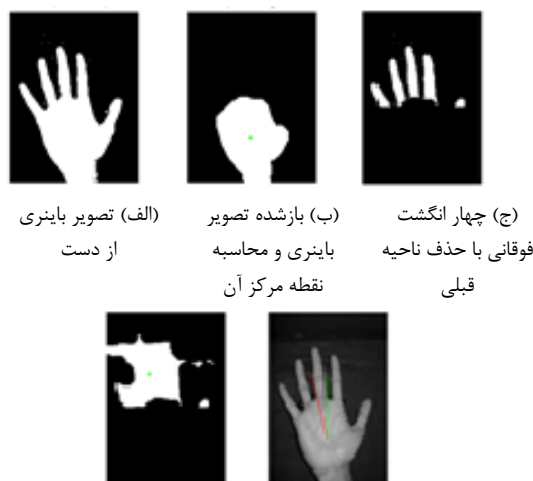 (الف) تصویر باینری
از دست
(ب) بازشده تصویر
باینری و محاسبه
نقطه مرکز آن
(ج) چهار انگشت
فوقانی با حذف ناحیه
قبلی